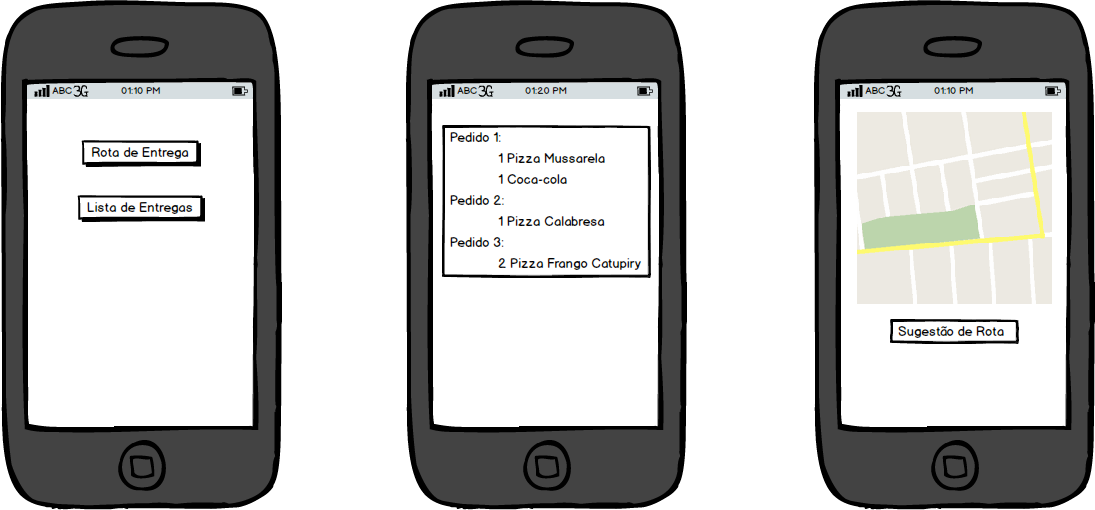 ABC 3G 01:10 PM
Rota de Entrega
Lista de Entregas
ABC 3G 01:20 PM
Pedido 1:
1 Pizza Mussarela
1 Coca-cola
Pedido 2:
1 Pizza Calabresa
Pedido 3:
2 Pizza Frango Catupiry
ABC 3G 01:10 PM
Sugestão de Rota